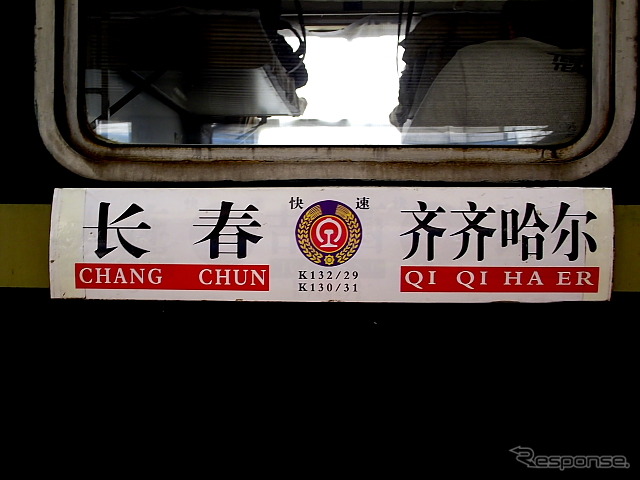 快 速
长 春
CHANG CHUN
K132/29
K130/31
齐齐哈尔
QI QI HA ER
Response.